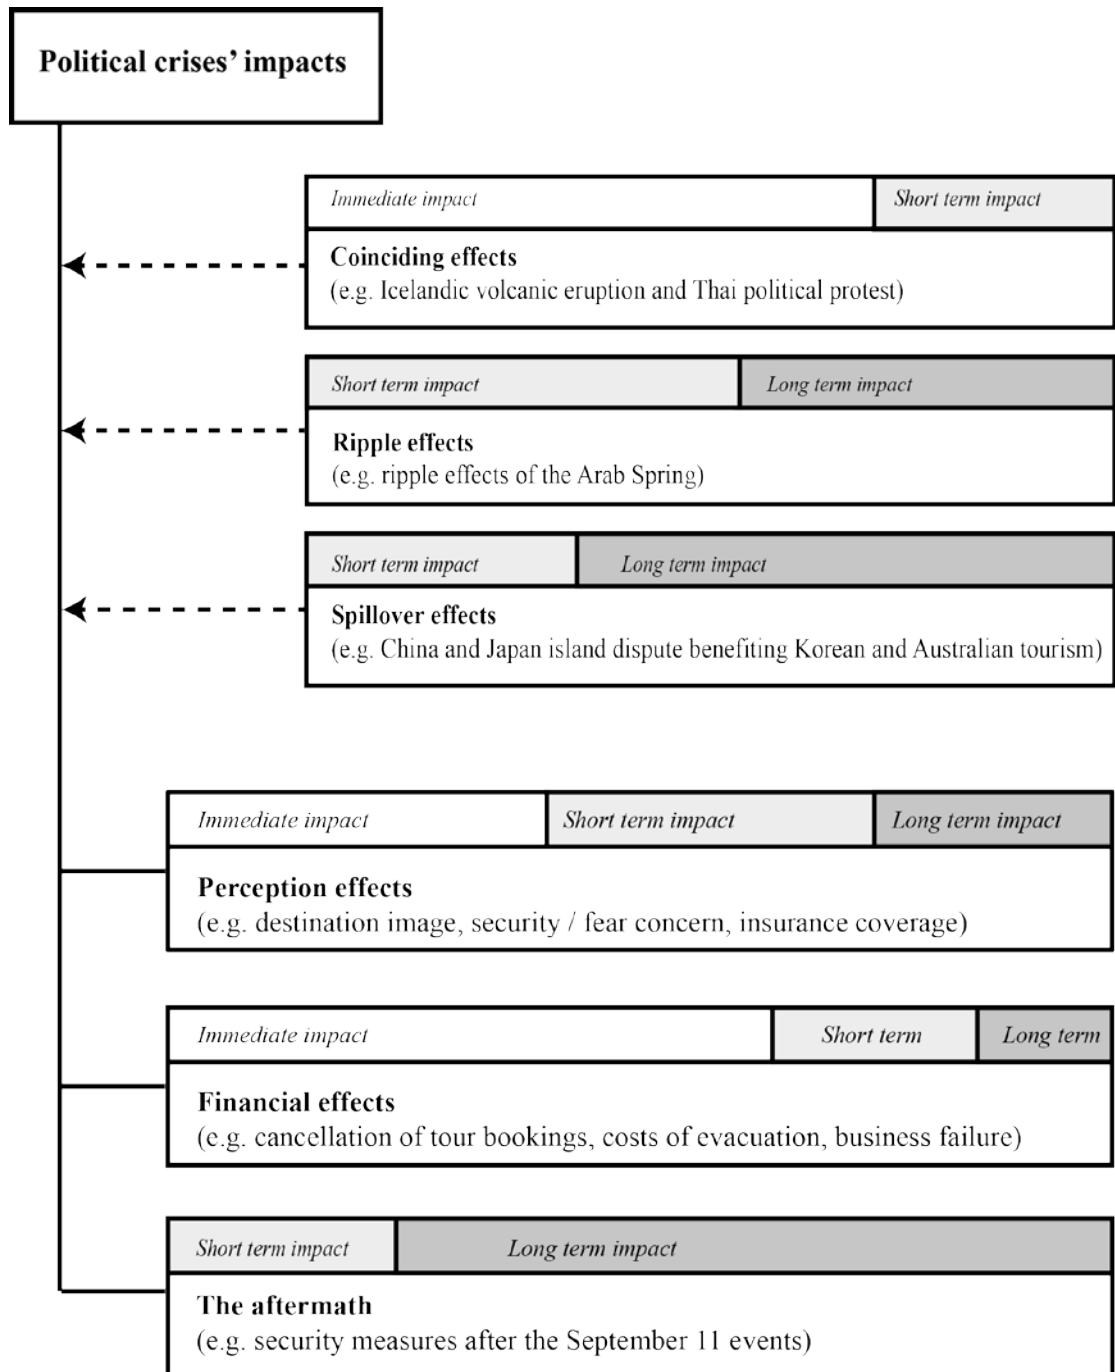 Political crises’ impacts
Immediate impact
Short term impact
Coinciding effects
(e.g. Icelandic volcanic eruption and Thai political protest)
Short term impact
Long term impact
Ripple effects
(e.g. ripple effects of the Arab Spring)
Short term impact
Long term impact
Spillover effects
(e.g. China and Japan island dispute benefiting Korean and Australian tourism)
Immediate impact
Short term impact
Long term impact
Perception effects
(e.g. destination image, security / fear concern, insurance coverage)
Immediate impact
Short term
Long term
Financial effects
(e.g. cancellation of tour bookings, costs of evacuation, business failure)
Short term impact
Long term impact
The aftermath
(e.g. security measures after the September 11 events)